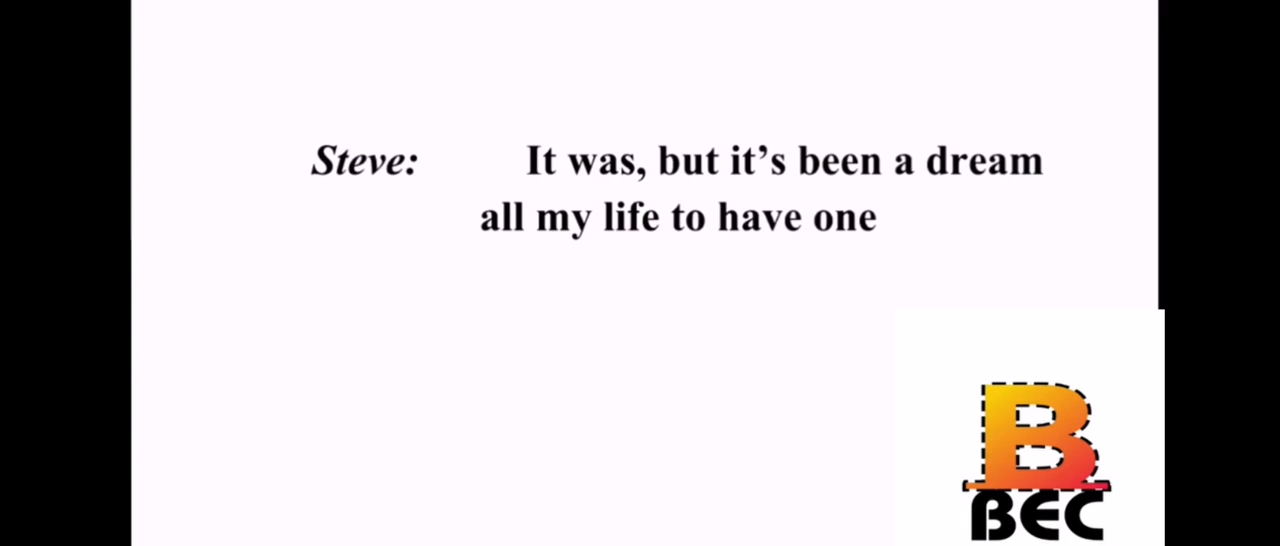 Steve: It was, but it’s been a dream
all my life to have one
B
BEC